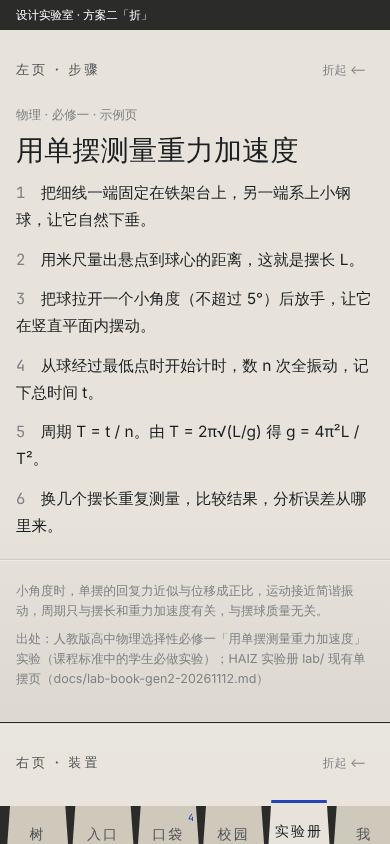 设计实验室 · 方案二「折」
左页 · 步骤
折起 ←
物理 · 必修一 · 示例页
用单摆测量重力加速度
1 把细线一端固定在铁架台上，另一端系上小钢
球，让它自然下垂。
2 用米尺量出悬点到球心的距离，这就是摆长 L。
3 把球拉开一个小角度（不超过 5°）后放手，让它
在竖直平面内摆动。
4 从球经过最低点时开始计时，数 n 次全振动，记
下总时间 t。
5 周期 T = t / n。由 T = 2π√(L/g) 得 g = 4π²L /
T²。
6 换几个摆长重复测量，比较结果，分析误差从哪
里来。
小角度时，单摆的回复力近似与位移成正比，运动接近简谐振
动，周期只与摆长和重力加速度有关，与摆球质量无关。
出处：人教版高中物理选择性必修一「用单摆测量重力加速度」
实验（课程标准中的学生必做实验）；HAIZ 实验册 lab/ 现有单
摆页（docs/lab-book-gen2-20261112.md）
右页 · 装置
折起 ←
树
入口
口袋
4
校园
实验册
我